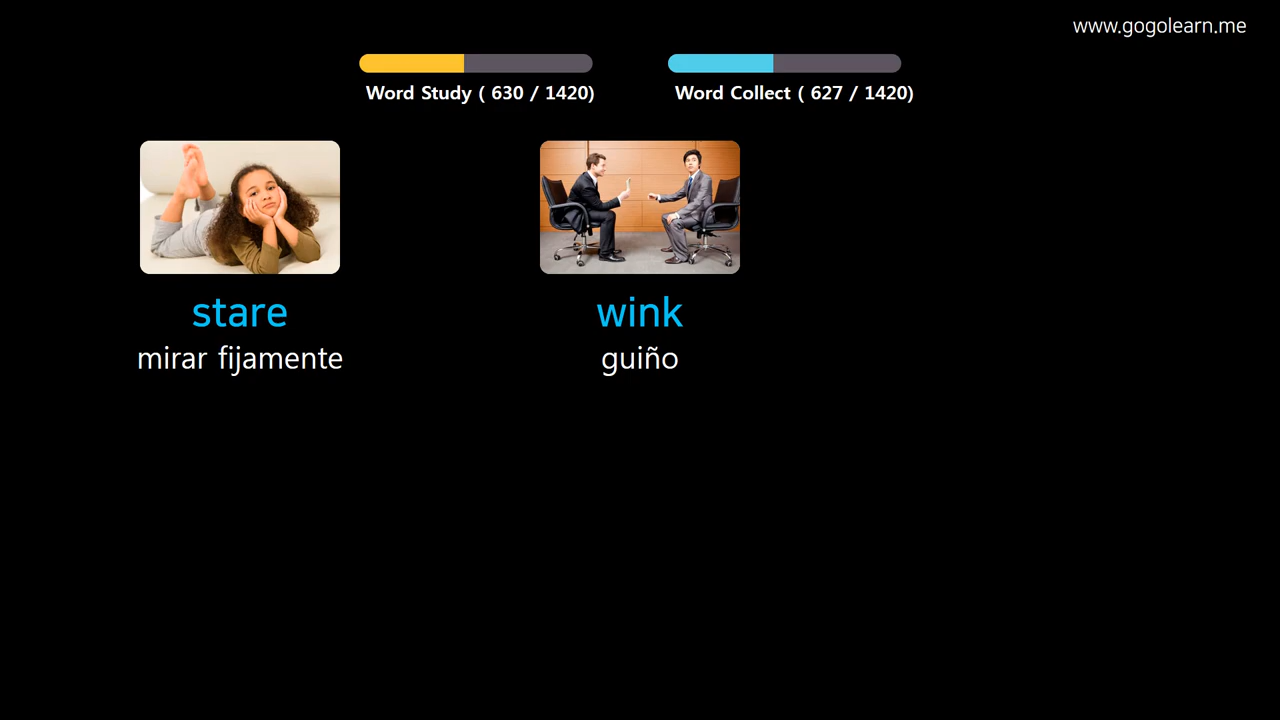 www.gogolearn.me
Word Study ( 630 / 1420)
Word Collect ( 627 / 1420)
stare
mirar fijamente
wink
guiño